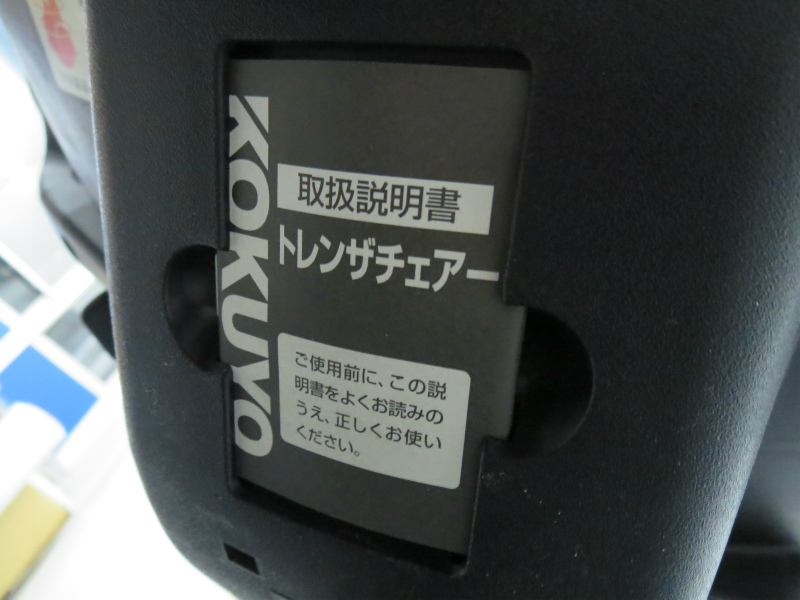 KOKUYO
取扱説明書
トレンザチェアー
ご使用前に、この説
明書をよくお読みの
うえ、正しくお使い
ください。